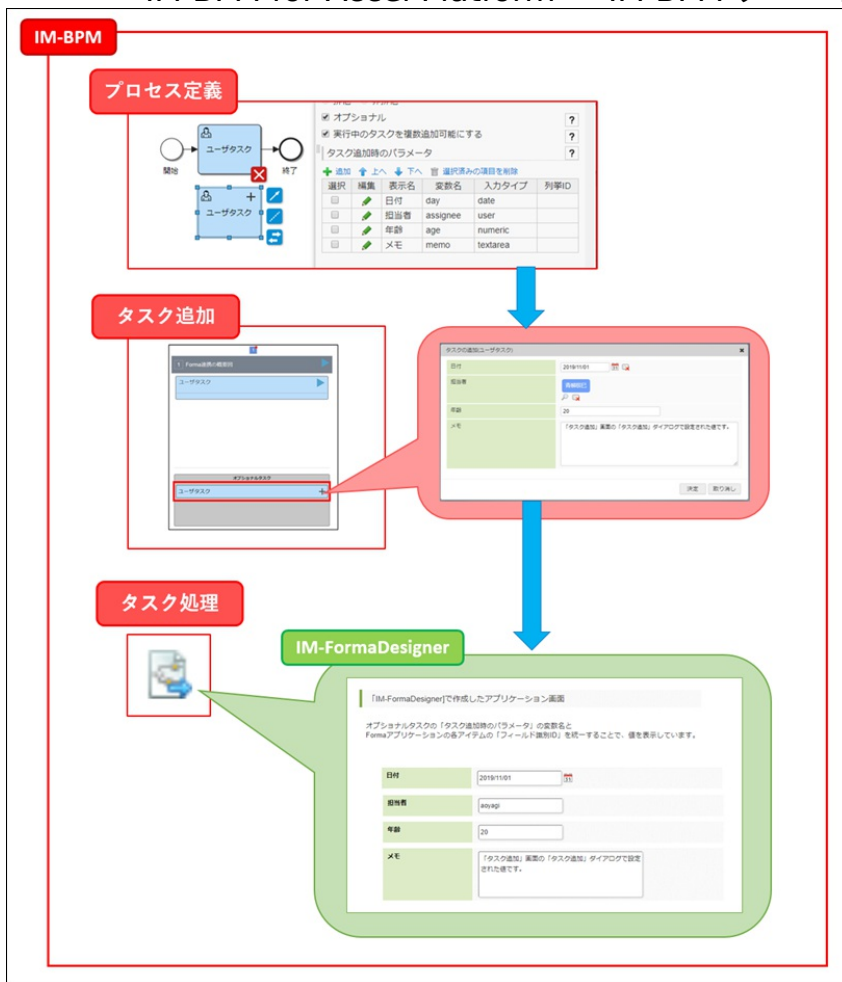 IM-BPM
プロセス定義
オプショナル
実行中のタスクを複数追加可能にする
タスク追加時のパラメータ
追加 上へ 下へ 選択済みの項目を削除
選択 編集 表示名 変数名 入力タイプ 列挙ID
日付 day date
担当者 assignee user
年齢 age numeric
メモ memo textarea
ユーザタスク
開始
終了
ユーザタスク
タスク追加
1 Forma連携の概要図
ユーザタスク
オプショナルタスク
ユーザタスク
タスクの追加(ユーザタスク)
日付 2019/11/01
担当者
年齢 20
メモ 「タスク追加」画面の「タスク追加」ダイアログで設定された値です。
決定 取り消し
タスク処理
IM-FormaDesigner
「IM-FormaDesigner]で作成したアプリケーション画面
オプショナルタスクの「タスク追加時のパラメータ」の変数名と
Formaアプリケーションの各アイテムの「フィールド識別ID」を統一することで、値を表示しています。
日付 2019/11/01
担当者 aoyagi
年齢 20
メモ 「タスク追加」画面の「タスク追加」ダイアログで設定
された値です。